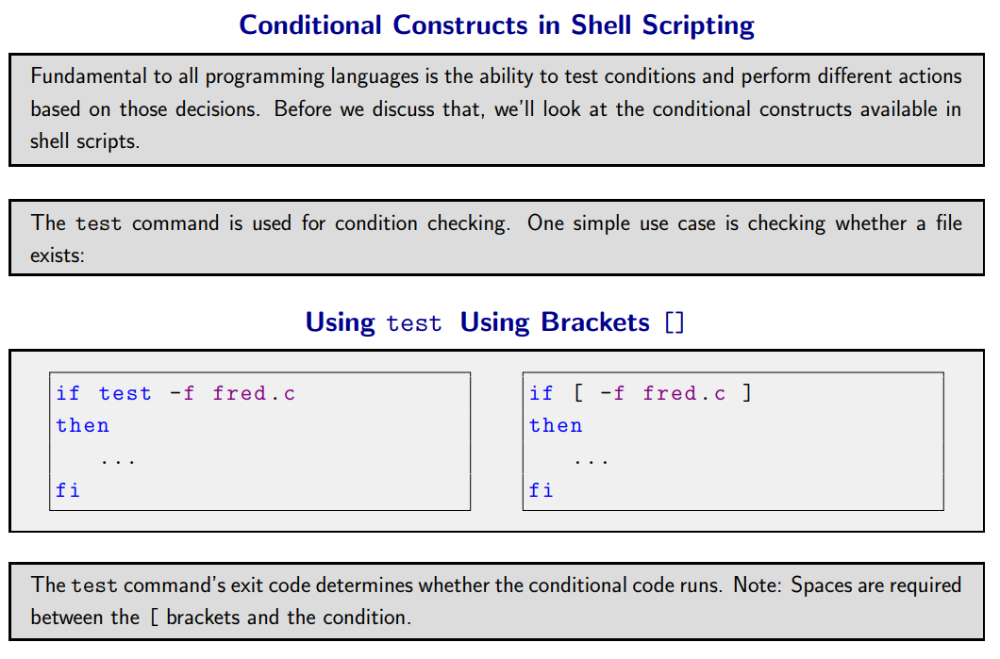 Conditional Constructs in Shell Scripting
Fundamental to all programming languages is the ability to test conditions and perform different actions
based on those decisions. Before we discuss that, we'll look at the conditional constructs available in
shell scripts.
The test command is used for condition checking. One simple use case is checking whether a file
exists:
Using test Using Brackets []
if test -f fred.c
then
...
fi
if [ -f fred.c ]
then
...
fi
The test command's exit code determines whether the conditional code runs. Note: Spaces are required
between the [ brackets and the condition.